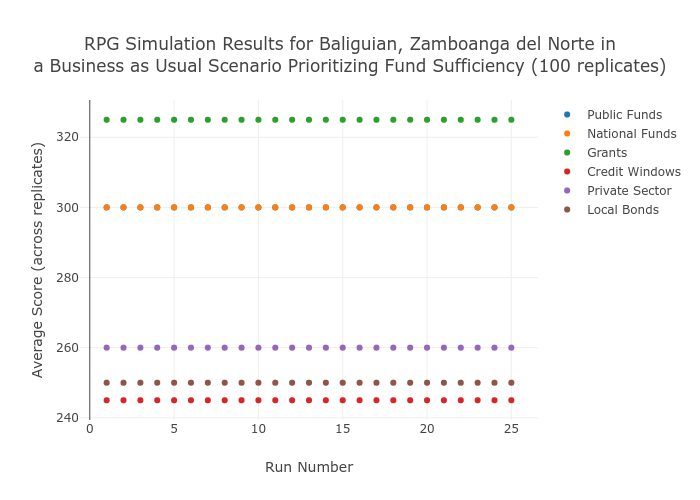 RPG Simulation Results for Baliguian, Zamboanga del Norte in
a Business as Usual Scenario Prioritizing Fund Sufficiency (100 replicates)
Average Score (across replicates)
320
300
280
260
240
0
5
10
15
20
25
Run Number
Public Funds
National Funds
Grants
Credit Windows
Private Sector
Local Bonds